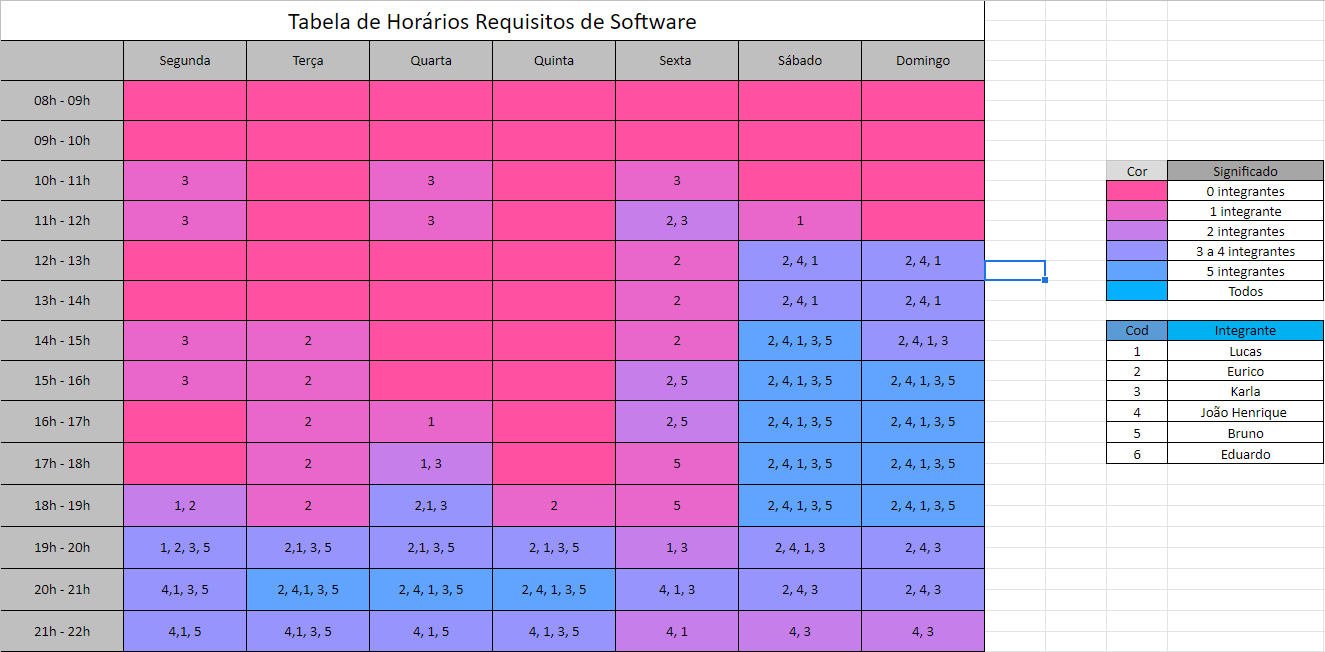 Tabela de Horários Requisitos de Software
Segunda Terça Quarta Quinta Sexta Sábado Domingo
08h - 09h
09h - 10h
10h - 11h 3 3 3
11h - 12h 3 3 2, 3 1
12h - 13h 2 2, 4, 1 2, 4, 1
13h - 14h 2 2, 4, 1 2, 4, 1
14h - 15h 3 2 2 2, 4, 1, 3, 5 2, 4, 1, 3
15h - 16h 3 2 2, 5 2, 4, 1, 3, 5 2, 4, 1, 3, 5
16h - 17h 2 1 2, 5 2, 4, 1, 3, 5 2, 4, 1, 3, 5
17h - 18h 2 1, 3 5 2, 4, 1, 3, 5 2, 4, 1, 3, 5
18h - 19h 1, 2 2 2,1, 3 2 5 2, 4, 1, 3, 5 2, 4, 1, 3, 5
19h - 20h 1, 2, 3, 5 2,1, 3, 5 2,1, 3, 5 2, 1, 3, 5 1, 3 2, 4, 1, 3 2, 4, 3
20h - 21h 4,1, 3, 5 2, 4,1, 3, 5 2, 4, 1, 3, 5 2, 4, 1, 3, 5 4, 1, 3 2, 4, 3 2, 4, 3
21h - 22h 4,1, 5 4,1, 3, 5 4, 1, 5 4, 1, 3, 5 4, 1 4, 3 4, 3
Cor Significado
0 integrantes
1 integrante
2 integrantes
3 a 4 integrantes
5 integrantes
Todos
Cod Integrante
1 Lucas
2 Eurico
3 Karla
4 João Henrique
5 Bruno
6 Eduardo